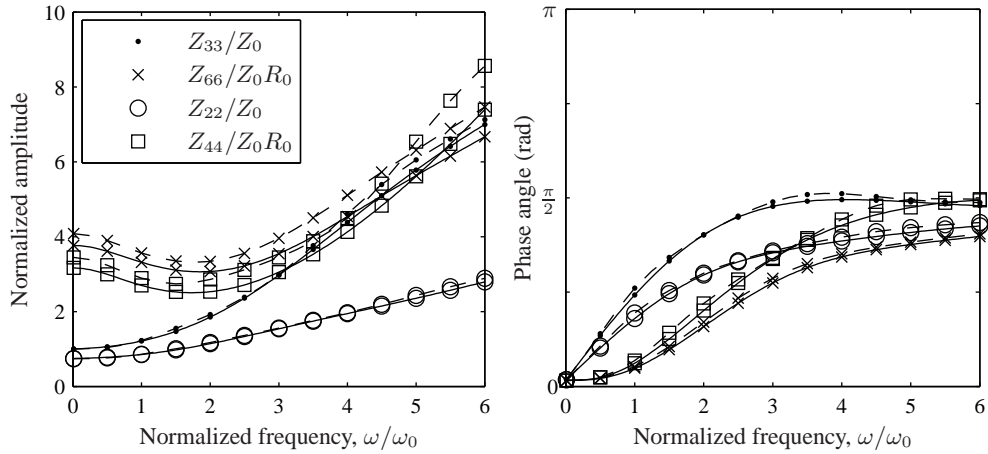 10
8
6
4
2
0
Normalized amplitude
Z33/Z0
Z66/Z0R0
Z22/Z0
Z44/Z0R0
0 1 2 3 4 5 6
Normalized frequency, ω/ω0
π
π/2
0
Phase angle (rad)
0 1 2 3 4 5 6
Normalized frequency, ω/ω0